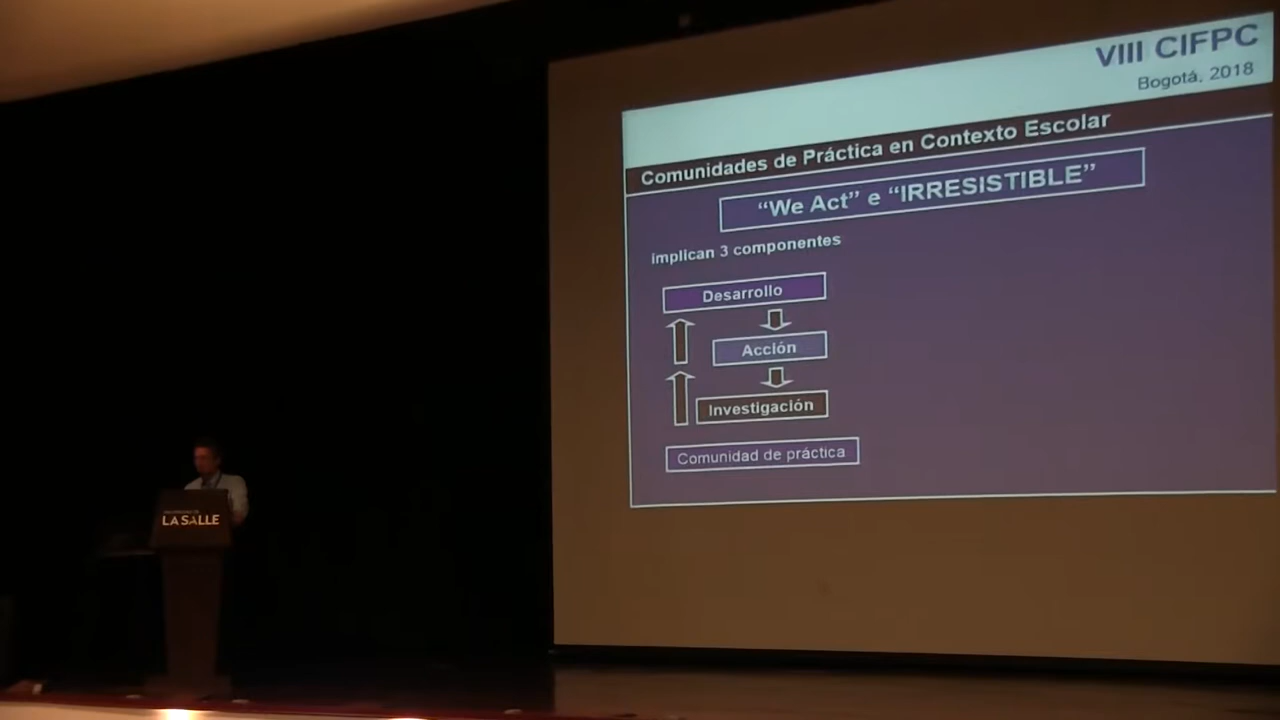 VIII CIFPC
Bogotá, 2018
Comunidades de Práctica en Contexto Escolar
“We Act” e “IRRESISTIBLE”
implican 3 componentes
Desarrollo
Acción
Investigación
Comunidad de práctica
LA SALLE